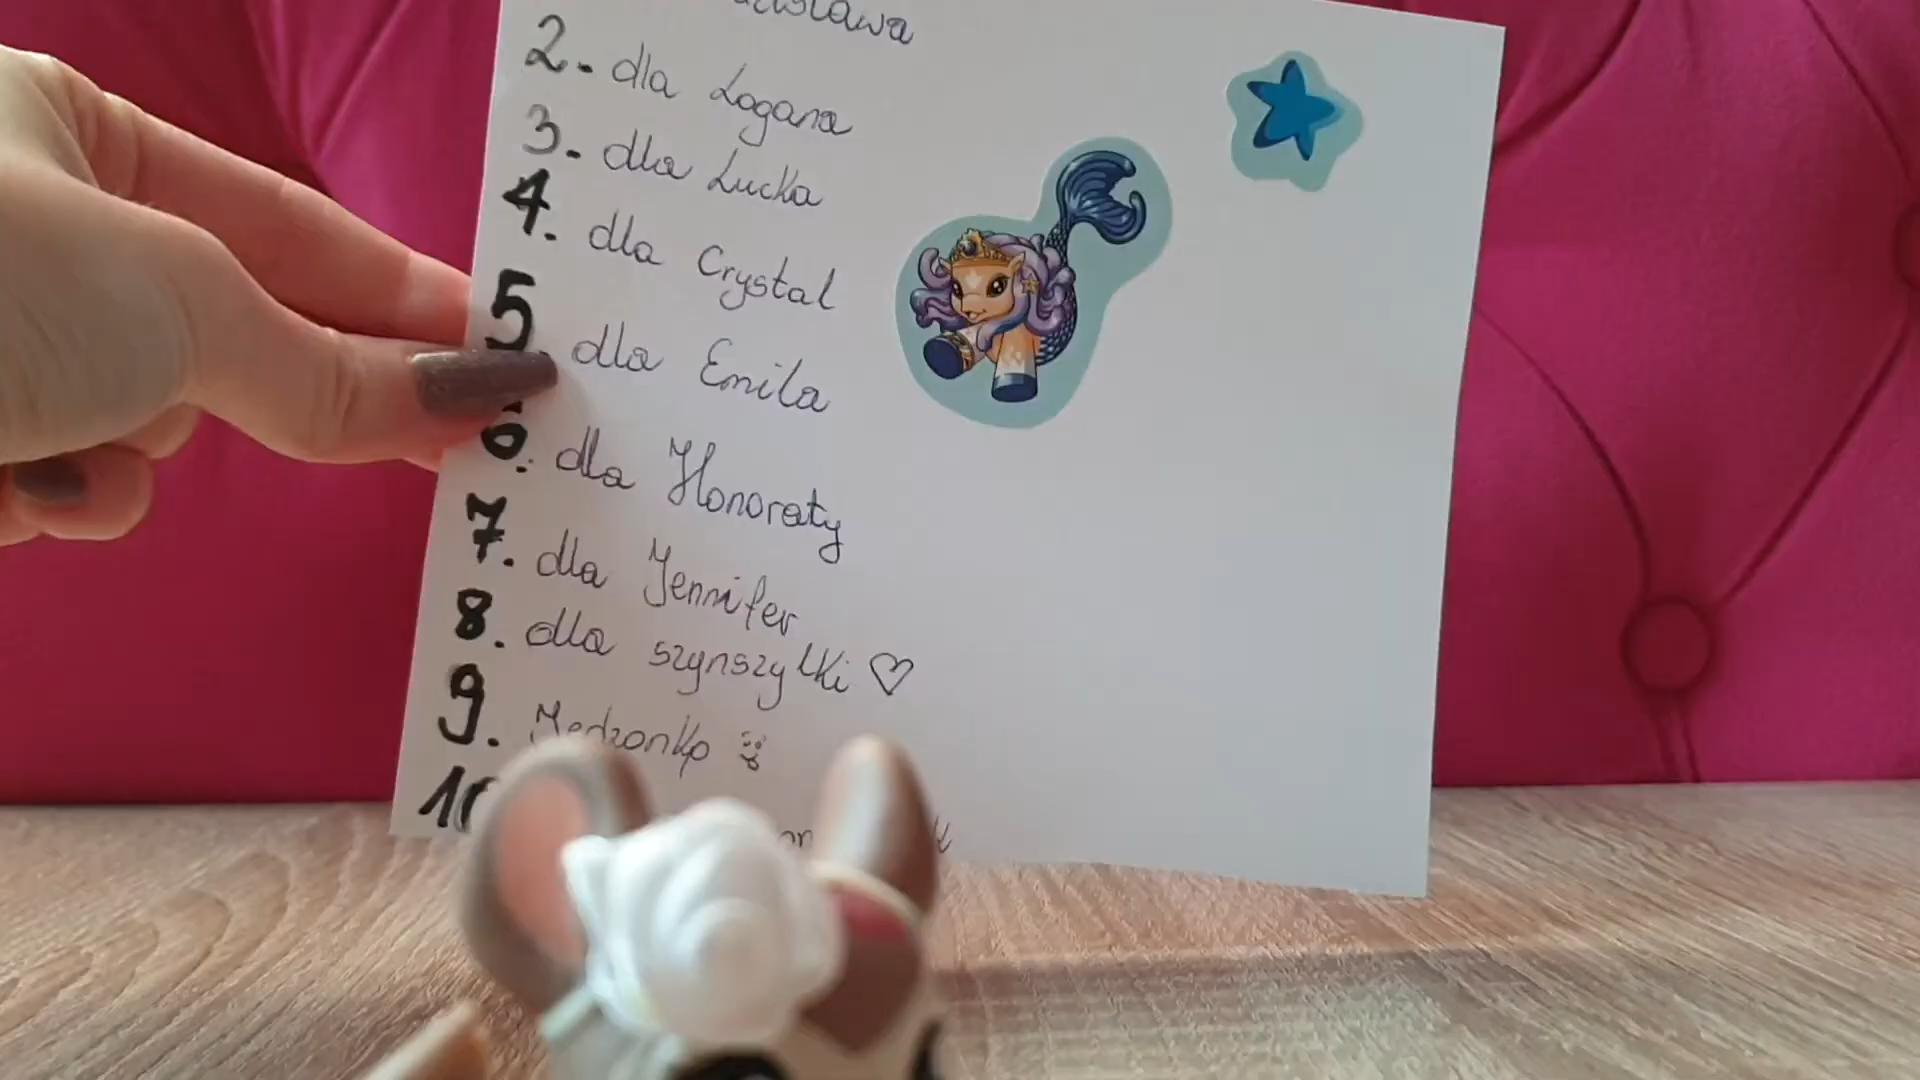 2. dla Logana
3. dla Lucka
4. dla Crystal
5. dla Emila
6. dla Honoraty
7. dla Jennifer
8. dla szynszylki ♡
9.
10